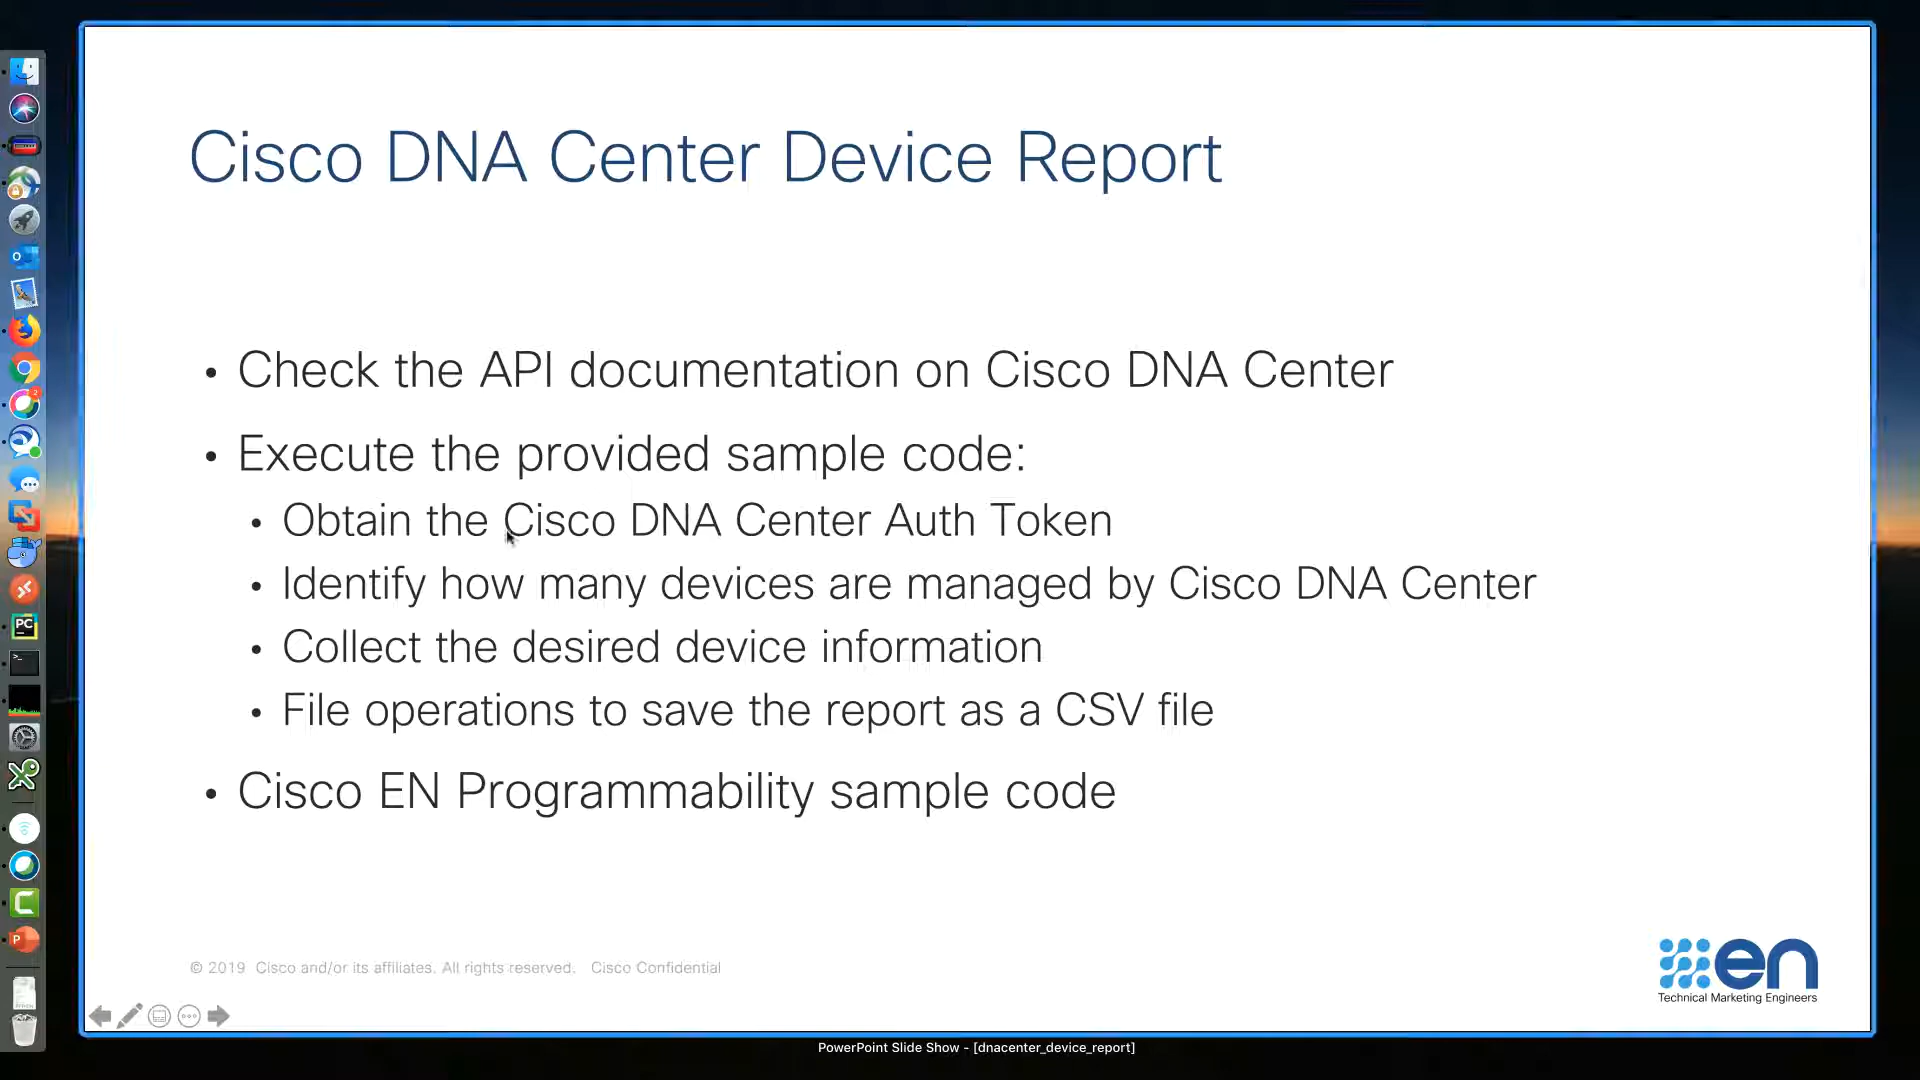 Cisco DNA Center Device Report
• Check the API documentation on Cisco DNA Center
• Execute the provided sample code:
• Obtain the Cisco DNA Center Auth Token
• Identify how many devices are managed by Cisco DNA Center
• Collect the desired device information
• File operations to save the report as a CSV file
• Cisco EN Programmability sample code
© 2019 Cisco and/or its affiliates. All rights reserved. Cisco Confidential
en
Technical Marketing Engineers
PowerPoint Slide Show - [dnacenter_device_report]
2
PC
P